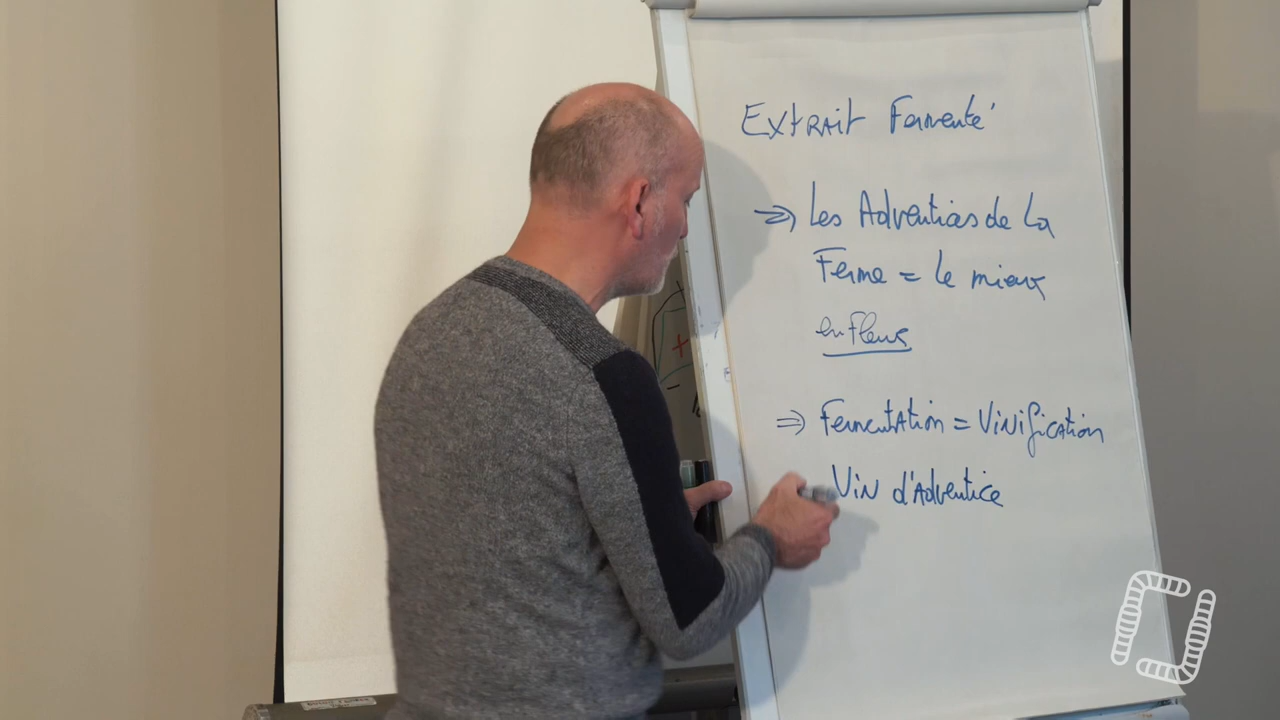 Extrait Fermenté
⇒ Les Adventices de La
Ferme = le mieux
en fleurs
⇒ Fermentation = Vinification
Vin d'Adventice